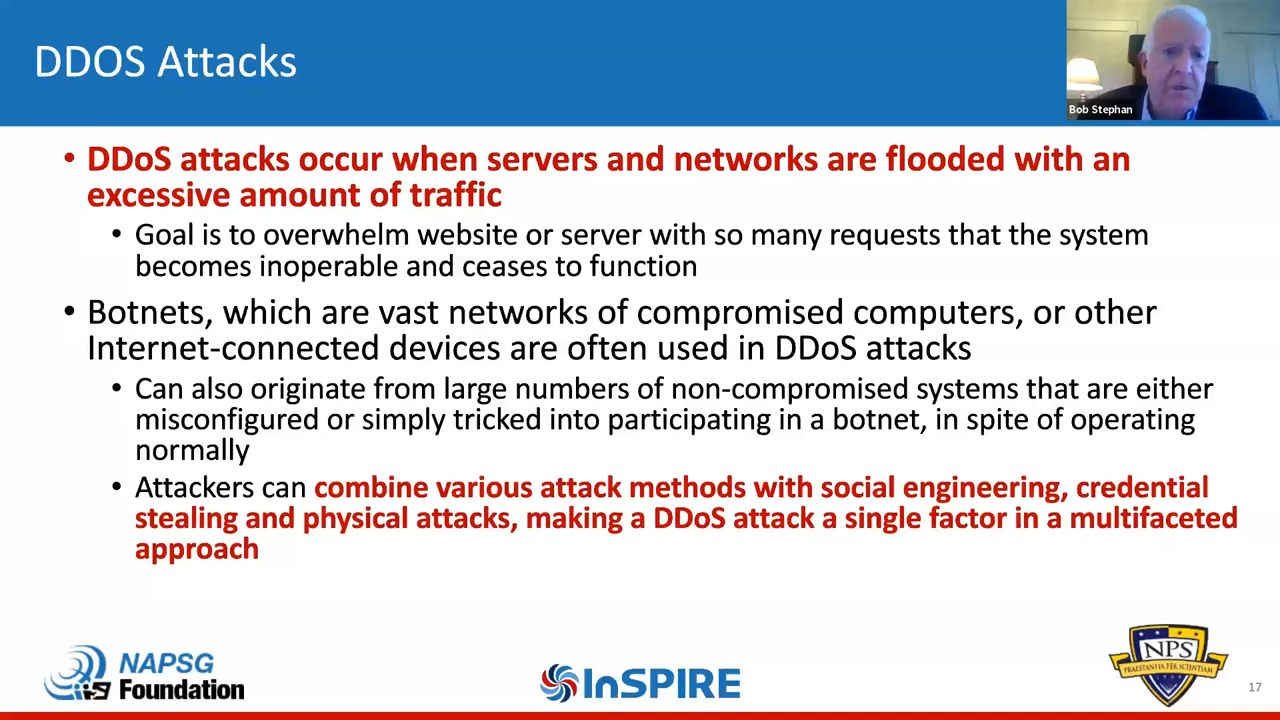 DDOS Attacks
Bob Stephan
• DDoS attacks occur when servers and networks are flooded with an
excessive amount of traffic
• Goal is to overwhelm website or server with so many requests that the system
becomes inoperable and ceases to function
• Botnets, which are vast networks of compromised computers, or other
Internet-connected devices are often used in DDoS attacks
• Can also originate from large numbers of non-compromised systems that are either
misconfigured or simply tricked into participating in a botnet, in spite of operating
normally
• Attackers can combine various attack methods with social engineering, credential
stealing and physical attacks, making a DDoS attack a single factor in a multifaceted
approach
NAPSG
Foundation
InSPIRE
NPS
PRAESTANTIA PER SCIENTIAM
17